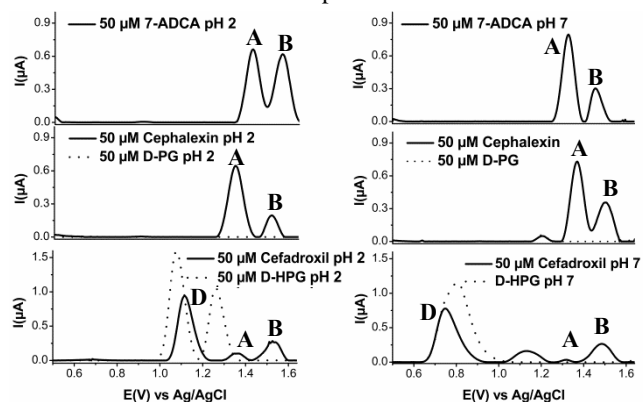 50 µM 7-ADCA pH 2
A
B
I(µA)
0.9
0.6
0.3
0.0
50 µM Cephalexin pH 2
50 µM D-PG pH 2
A
B
I(µA)
0.9
0.6
0.3
0.0
50 µM Cefadroxil pH 2
50 µM D-HPG pH 2
D
A
B
I(µA)
1.5
1.0
0.5
0.0
0.6 0.8 1.0 1.2 1.4 1.6
E(V) vs Ag/AgCl
50 µM 7-ADCA pH 7
A
B
I(µA)
0.9
0.6
0.3
0.0
50 µM Cephalexin
50 µM D-PG
A
B
I(µA)
0.9
0.6
0.3
0.0
50 µM Cefadroxil pH 7
D-HPG pH 7
D
A
B
I(µA)
1.5
1.0
0.5
0.0
0.6 0.8 1.0 1.2 1.4 1.6
E(V) vs Ag/AgCl